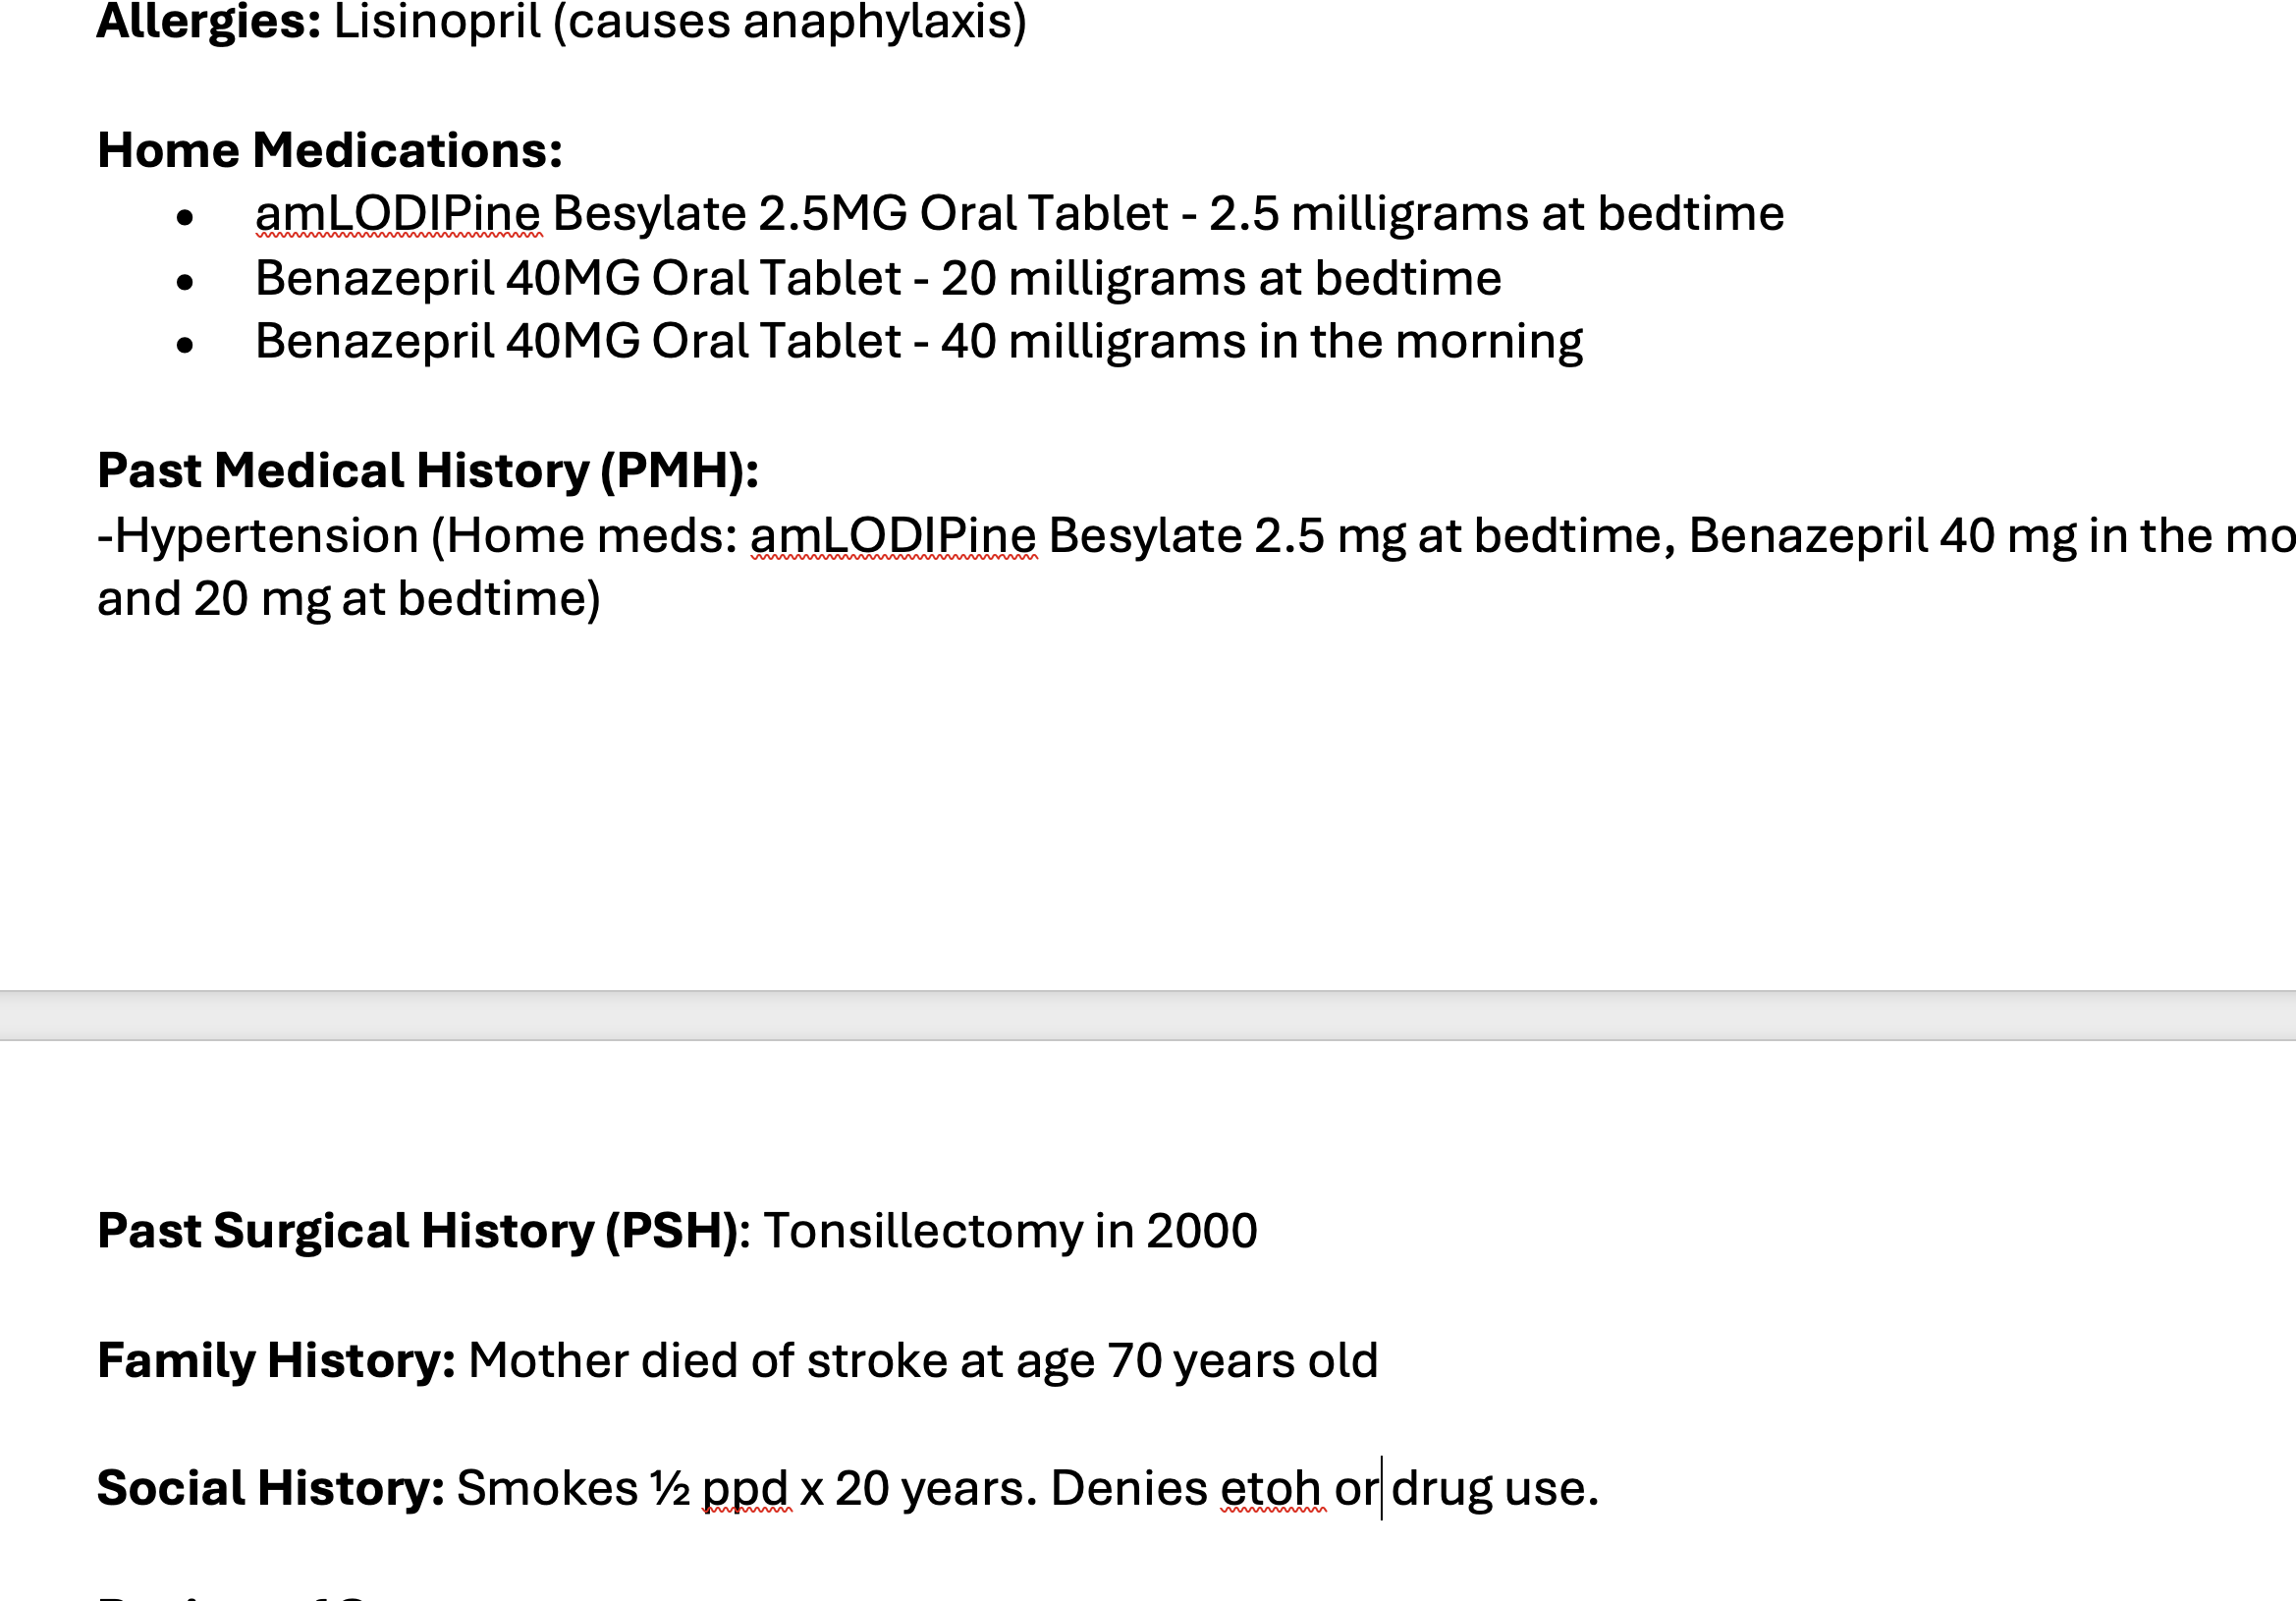 Allergies: Lisinopril (causes anaphylaxis)
Home Medications:
• amLODIPine Besylate 2.5MG Oral Tablet - 2.5 milligrams at bedtime
• Benazepril 40MG Oral Tablet - 20 milligrams at bedtime
• Benazepril 40MG Oral Tablet - 40 milligrams in the morning
Past Medical History (PMH):
-Hypertension (Home meds: amLODIPine Besylate 2.5 mg at bedtime, Benazepril 40 mg in the mo
and 20 mg at bedtime)
Past Surgical History (PSH): Tonsillectomy in 2000
Family History: Mother died of stroke at age 70 years old
Social History: Smokes ½ ppd x 20 years. Denies etoh or drug use.